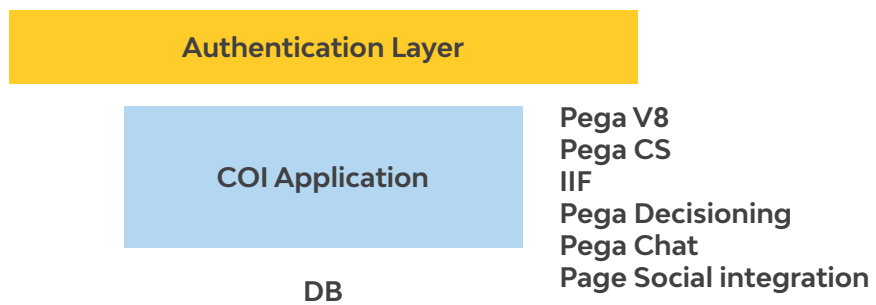 Authentication Layer
COI Application
Pega V8
Pega CS
IIF
Pega Decisioning
Pega Chat
Page Social integration
DB